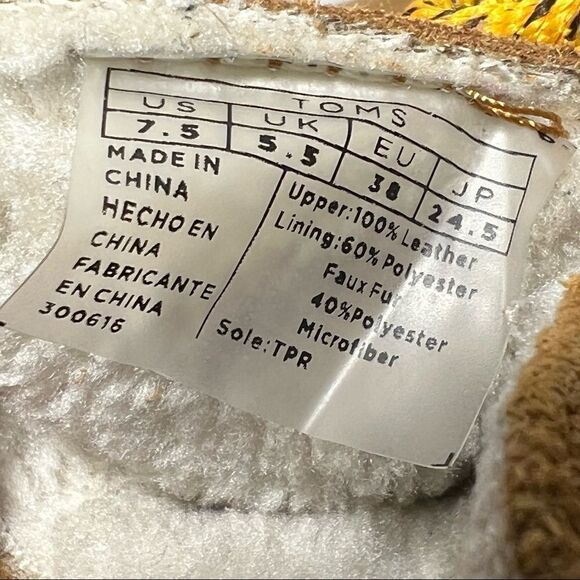 TOMS
US UK EU JP
7.5 5.5 38 24.5
MADE IN
CHINA
HECHO EN
CHINA
FABRICANTE
EN CHINA
300616
Upper:100% Leather
Lining:60% Polyester
Faux Fur
40%Polyester
Microfiber
Sole:TPR